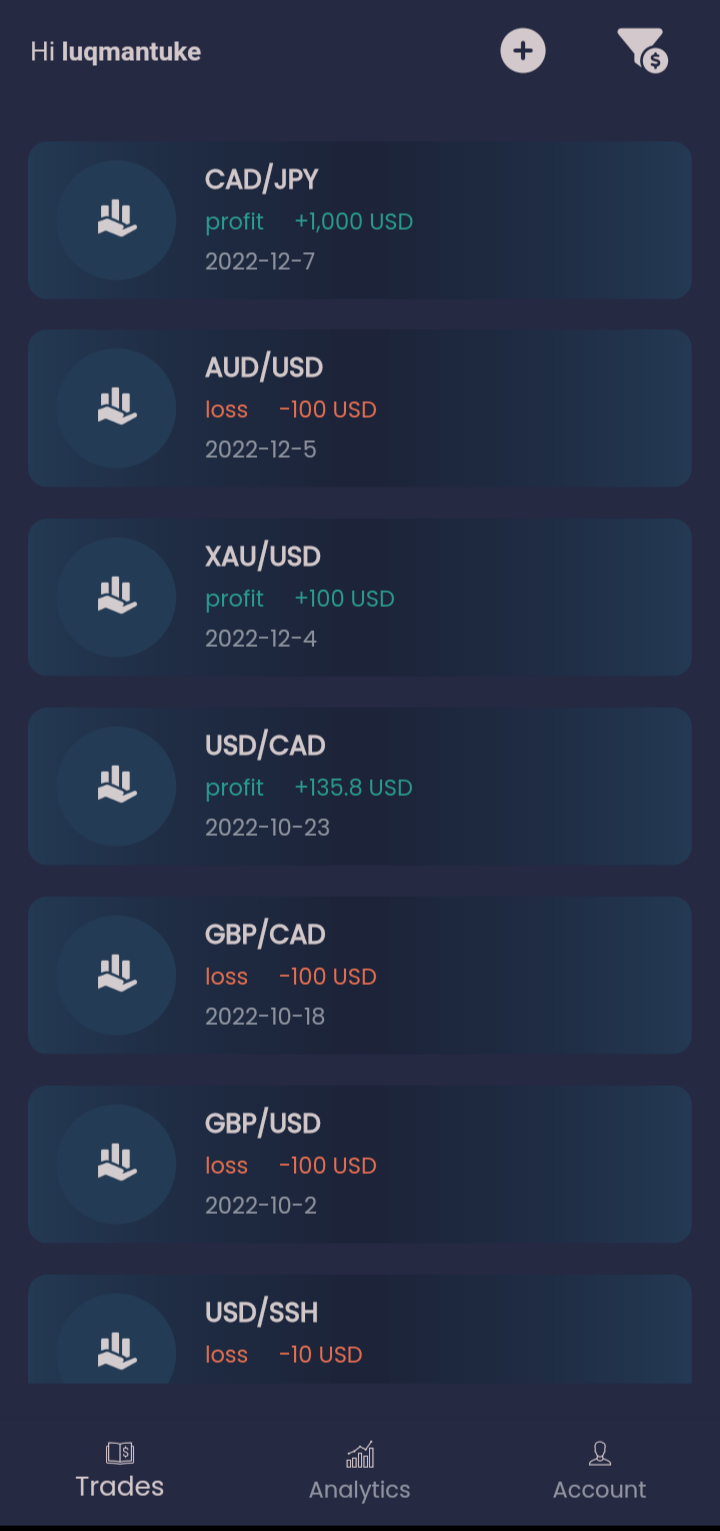 Hi luqmantuke
CAD/JPY
profit +1,000 USD
2022-12-7
AUD/USD
loss -100 USD
2022-12-5
XAU/USD
profit +100 USD
2022-12-4
USD/CAD
profit +135.8 USD
2022-10-23
GBP/CAD
loss -100 USD
2022-10-18
GBP/USD
loss -100 USD
2022-10-2
USD/SSH
loss -10 USD
Trades Analytics Account